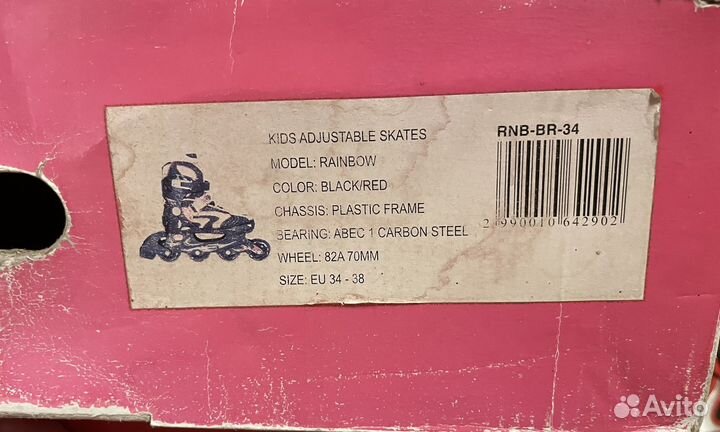 KIDS ADJUSTABLE SKATES
MODEL: RAINBOW
COLOR: BLACK/RED
CHASSIS: PLASTIC FRAME
BEARING: ABEC 1 CARBON STEEL
WHEEL: 82A 70MM
SIZE: EU 34 - 38
RNB-BR-34
2 990010 642902
Avito